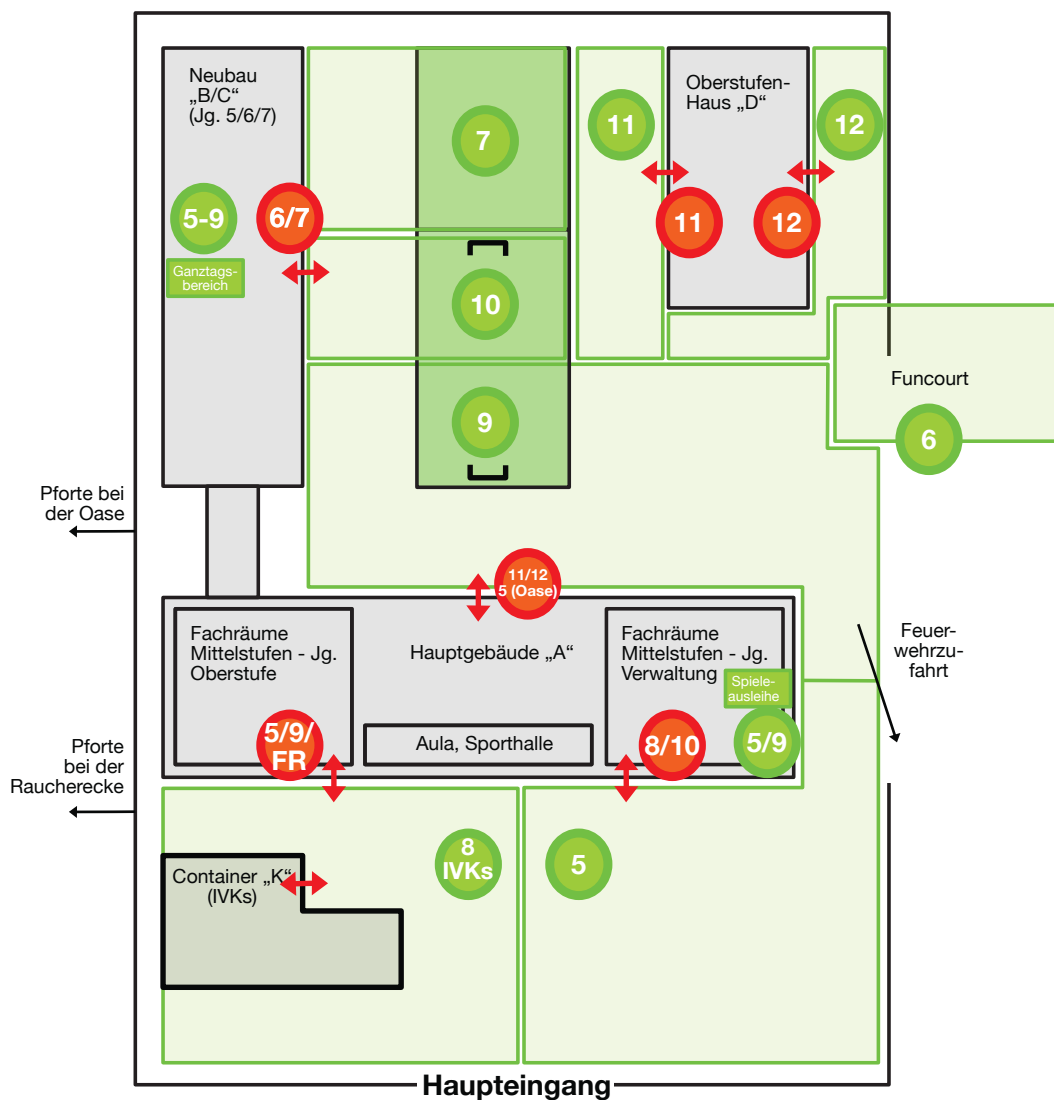 Neubau
„B/C“
(Jg. 5/6/7)
5-9
Ganztags-
bereich
6/7
7
10
9
11
Oberstufen-
Haus „D“
12
11
12
Funcourt
6
Pforte bei
der Oase
11/12
5 (Oase)
Fachräume
Mittelstufen - Jg.
Oberstufe
5/9/
FR
Hauptgebäude „A“
Aula, Sporthalle
Fachräume
Mittelstufen - Jg.
Verwaltung
Spiele-
ausleihe
8/10
5/9
Feuer-
wehrzu-
fahrt
Pforte
bei der
Raucherecke
Container „K“
(IVKs)
8
IVKs
5
Haupteingang